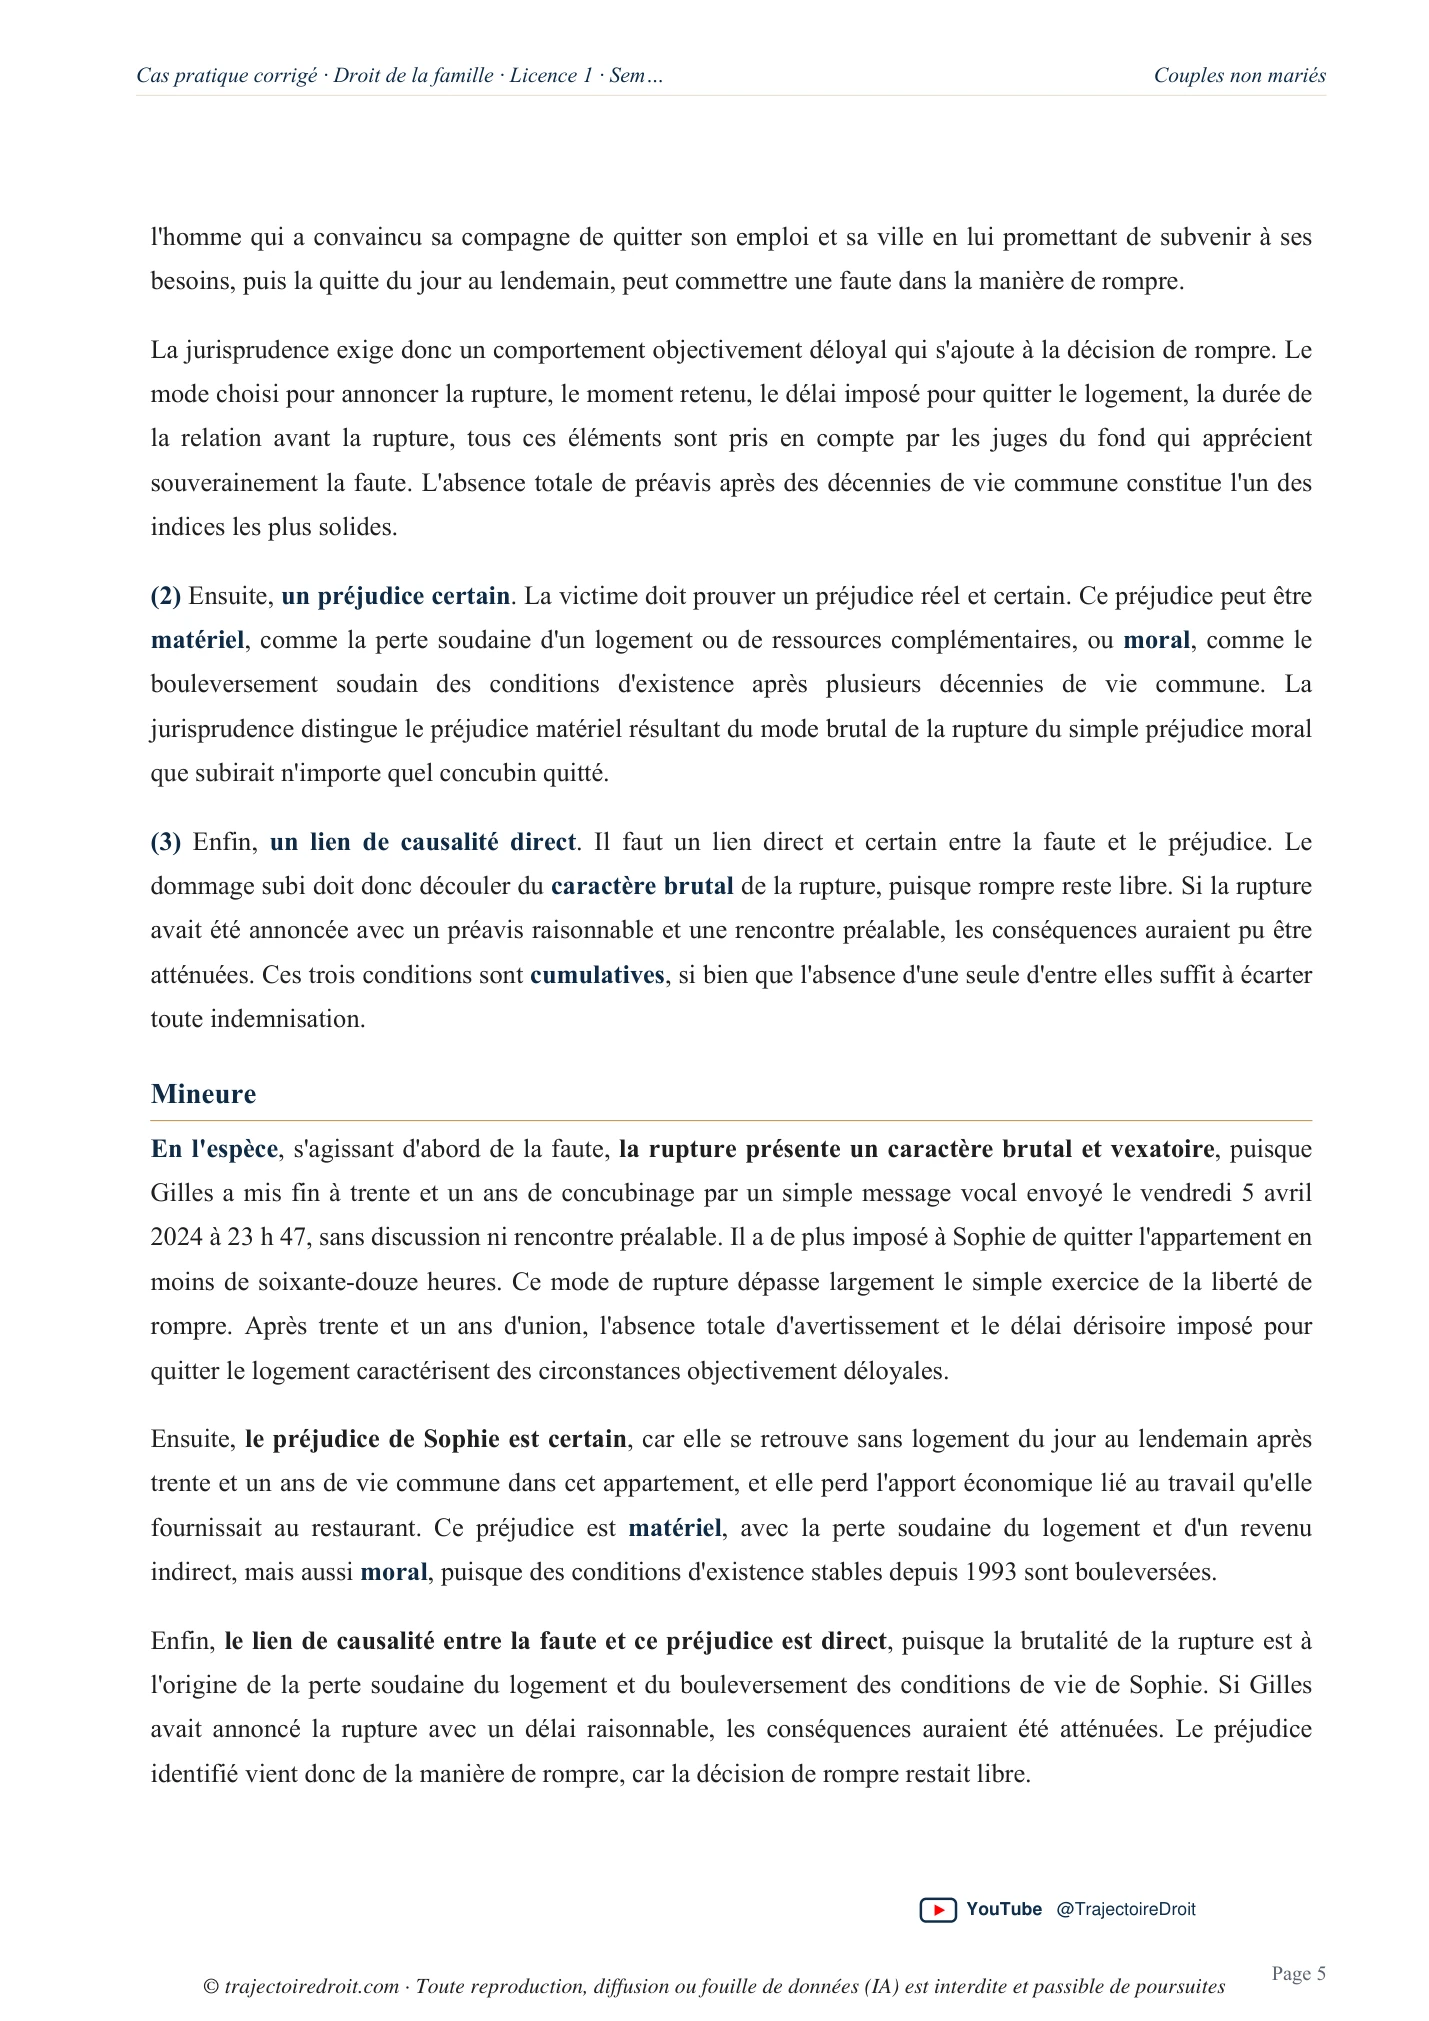 Cas pratique corrigé · Droit de la famille · Licence 1 · Sem…
Couples non mariés
l'homme qui a convaincu sa compagne de quitter son emploi et sa ville en lui promettant de subvenir à ses
besoins, puis la quitte du jour au lendemain, peut commettre une faute dans la manière de rompre.
La jurisprudence exige donc un comportement objectivement déloyal qui s'ajoute à la décision de rompre. Le
mode choisi pour annoncer la rupture, le moment retenu, le délai imposé pour quitter le logement, la durée de
la relation avant la rupture, tous ces éléments sont pris en compte par les juges du fond qui apprécient
souverainement la faute. L'absence totale de préavis après des décennies de vie commune constitue l'un des
indices les plus solides.
(2) Ensuite, un préjudice certain. La victime doit prouver un préjudice réel et certain. Ce préjudice peut être
matériel, comme la perte soudaine d'un logement ou de ressources complémentaires, ou moral, comme le
bouleversement soudain des conditions d'existence après plusieurs décennies de vie commune. La
jurisprudence distingue le préjudice matériel résultant du mode brutal de la rupture du simple préjudice moral
que subirait n'importe quel concubin quitté.
(3) Enfin, un lien de causalité direct. Il faut un lien direct et certain entre la faute et le préjudice. Le
dommage subi doit donc découler du caractère brutal de la rupture, puisque rompre reste libre. Si la rupture
avait été annoncée avec un préavis raisonnable et une rencontre préalable, les conséquences auraient pu être
atténuées. Ces trois conditions sont cumulatives, si bien que l'absence d'une seule d'entre elles suffit à écarter
toute indemnisation.
Mineure
En l'espèce, s'agissant d'abord de la faute, la rupture présente un caractère brutal et vexatoire, puisque
Gilles a mis fin à trente et un ans de concubinage par un simple message vocal envoyé le vendredi 5 avril
2024 à 23 h 47, sans discussion ni rencontre préalable. Il a de plus imposé à Sophie de quitter l'appartement en
moins de soixante-douze heures. Ce mode de rupture dépasse largement le simple exercice de la liberté de
rompre. Après trente et un ans d'union, l'absence totale d'avertissement et le délai dérisoire imposé pour
quitter le logement caractérisent des circonstances objectivement déloyales.
Ensuite, le préjudice de Sophie est certain, car elle se retrouve sans logement du jour au lendemain après
trente et un ans de vie commune dans cet appartement, et elle perd l'apport économique lié au travail qu'elle
fournissait au restaurant. Ce préjudice est matériel, avec la perte soudaine du logement et d'un revenu
indirect, mais aussi moral, puisque des conditions d'existence stables depuis 1993 sont bouleversées.
Enfin, le lien de causalité entre la faute et ce préjudice est direct, puisque la brutalité de la rupture est à
l'origine de la perte soudaine du logement et du bouleversement des conditions de vie de Sophie. Si Gilles
avait annoncé la rupture avec un délai raisonnable, les conséquences auraient été atténuées. Le préjudice
identifié vient donc de la manière de rompre, car la décision de rompre restait libre.
YouTube @TrajectoireDroit
© trajectoiredroit.com · Toute reproduction, diffusion ou fouille de données (IA) est interdite et passible de poursuites
Page 5